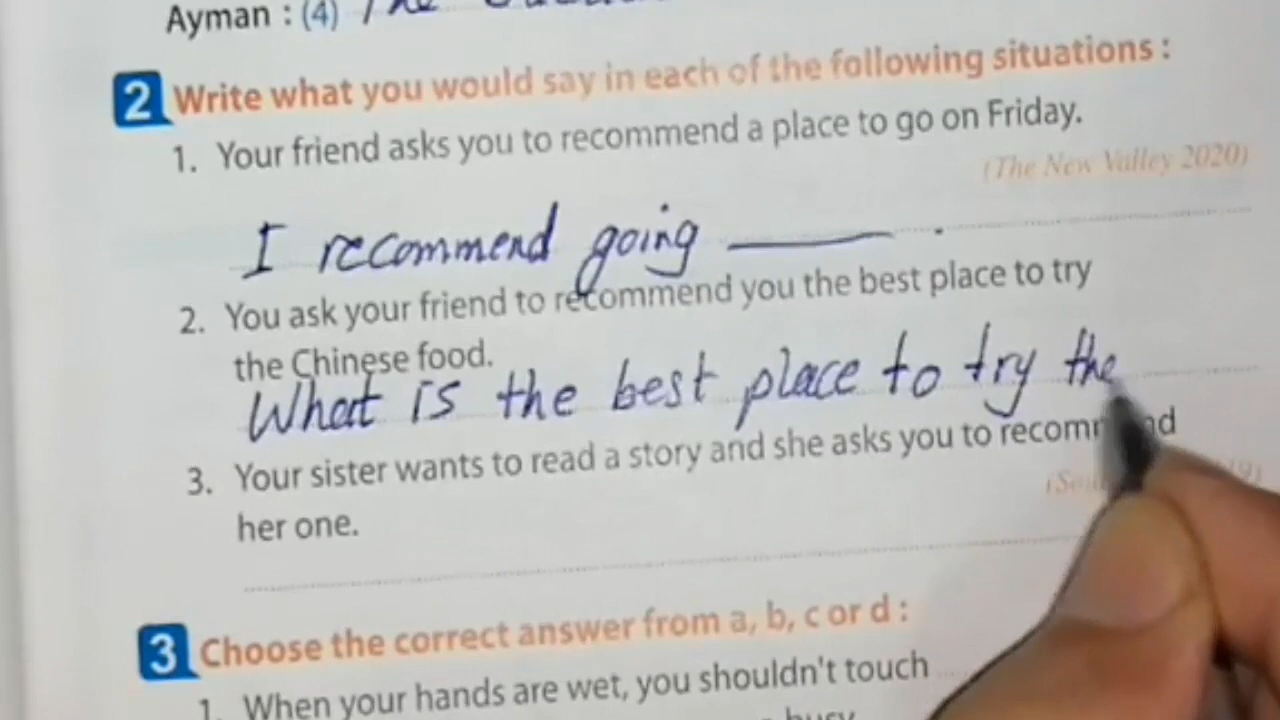 Ayman : (4) The
2 Write what you would say in each of the following situations :
1. Your friend asks you to recommend a place to go on Friday.
(The New Valley 2020)
I recommend going ______ .
2. You ask your friend to recommend you the best place to try
the Chinese food.
What is the best place to try the
3. Your sister wants to read a story and she asks you to recommend
her one.
3 Choose the correct answer from a, b, c or d :
1. When your hands are wet, you shouldn't touch
busy